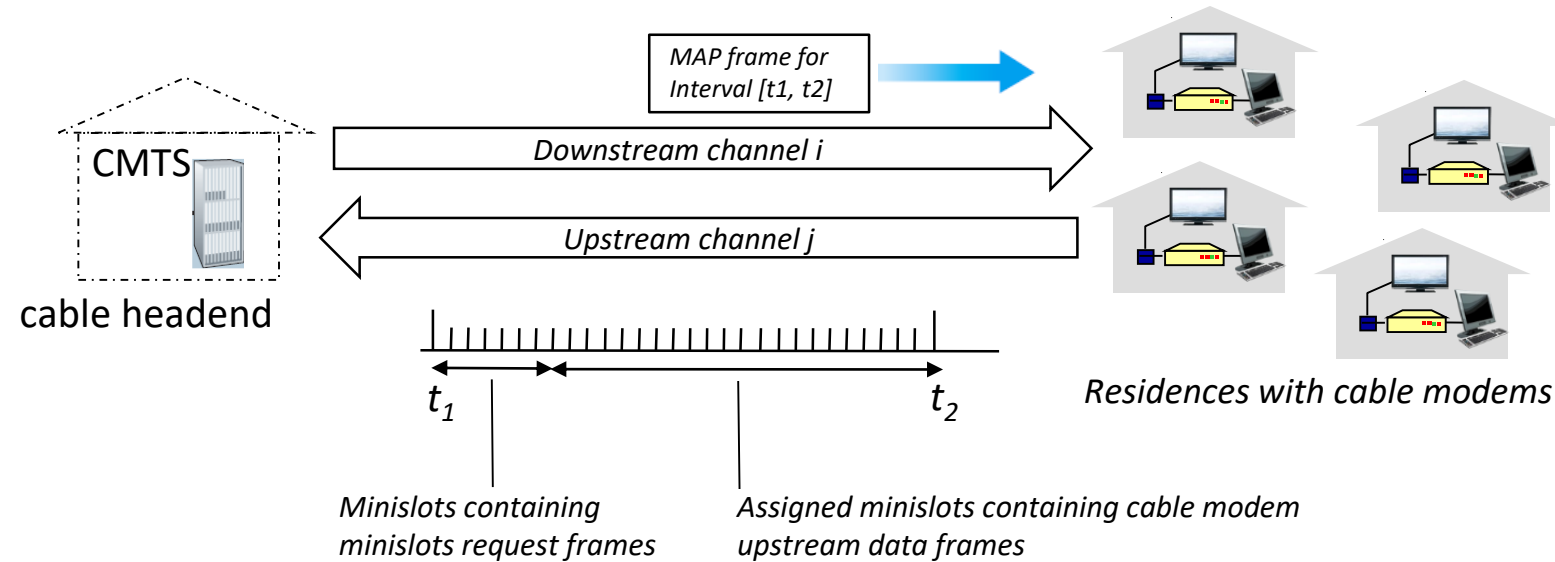 MAP frame for
Interval [t1, t2]
Downstream channel i
CMTS
Upstream channel j
cable headend
t1
t2
Residences with cable modems
Minislots containing
minislots request frames
Assigned minislots containing cable modem
upstream data frames